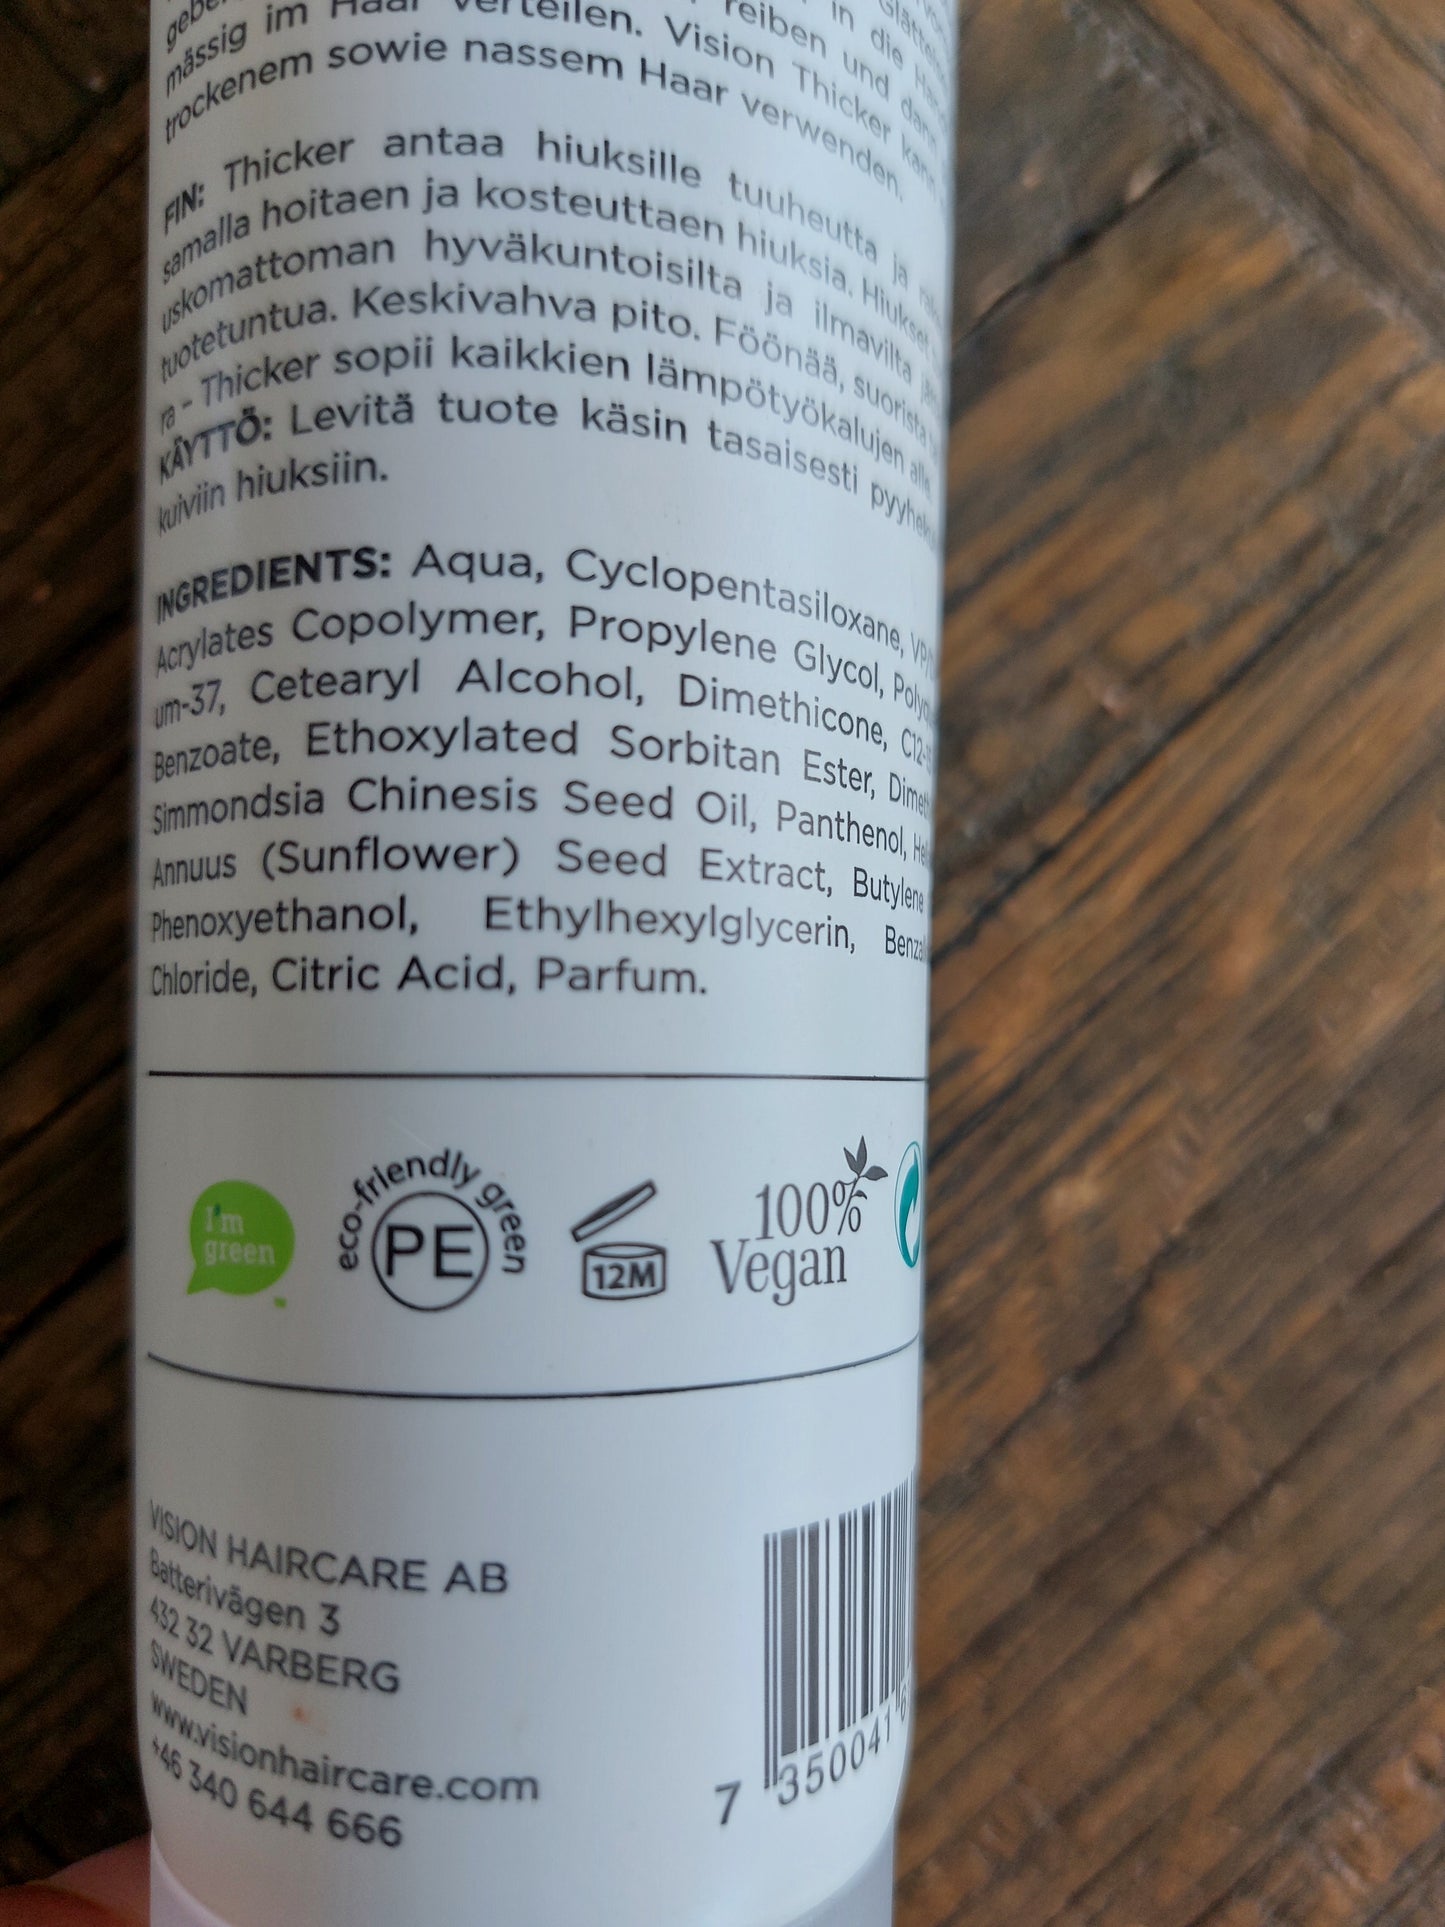 mässig im Haar verteilen. Vision Thicker kann
trockenem sowie nassem Haar verwenden.
FIN: Thicker antaa hiuksille tuuheutta ja
samalla hoitaen ja kosteuttaen hiuksia. Hiukset
uskomattoman hyväkuntoisilta ja ilmavilta
tuotetuntua. Keskivahva pito. Föönää, suorista
ra - Thicker sopii kaikkien lämpötyökalujen alle.
KÄYTTÖ: Levitä tuote käsin tasaisesti
kuiviin hiuksiin.
INGREDIENTS: Aqua, Cyclopentasiloxane, VP/
Acrylates Copolymer, Propylene Glycol,
um-37, Cetearyl Alcohol, Dimethicone, C12-15
Benzoate, Ethoxylated Sorbitan Ester,
Simmondsia Chinesis Seed Oil, Panthenol,
Annuus (Sunflower) Seed Extract, Butylene
Phenoxyethanol, Ethylhexylglycerin,
Chloride, Citric Acid, Parfum.
I'm
green
eco-friendly green
PE
12M
100%
Vegan
VISION HAIRCARE AB
Batterivägen 3
432 32 VARBERG
SWEDEN
www.visionhaircare.com
+46 340 644 666
7 350041